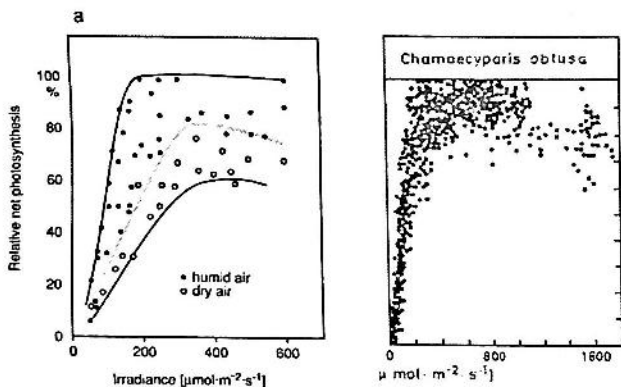 a
Relative net photosynthesis
100
%
80
60
40
20
0
• humid air
○ dry air
0 200 400 600
Irradiance [µmol·m⁻²·s⁻¹]
Chamaecyparis obtusa
0 800 1600
µ mol·m⁻²·s⁻¹)